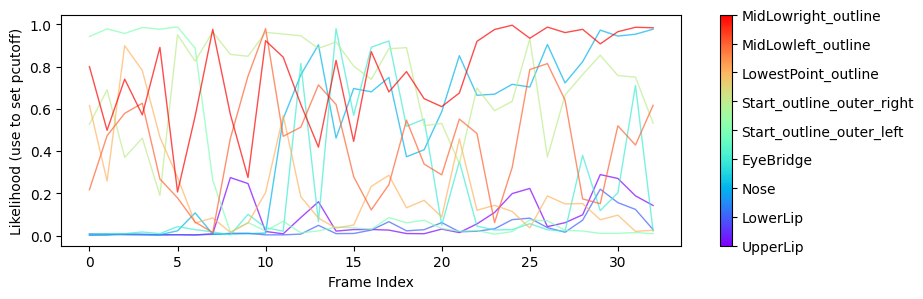 1.0
0.8
0.6
0.4
0.2
0.0
Likelihood (use to set pcutoff)
0 5 10 15 20 25 30
Frame Index
MidLowright_outline
MidLowleft_outline
LowestPoint_outline
Start_outline_outer_right
Start_outline_outer_left
EyeBridge
Nose
LowerLip
UpperLip